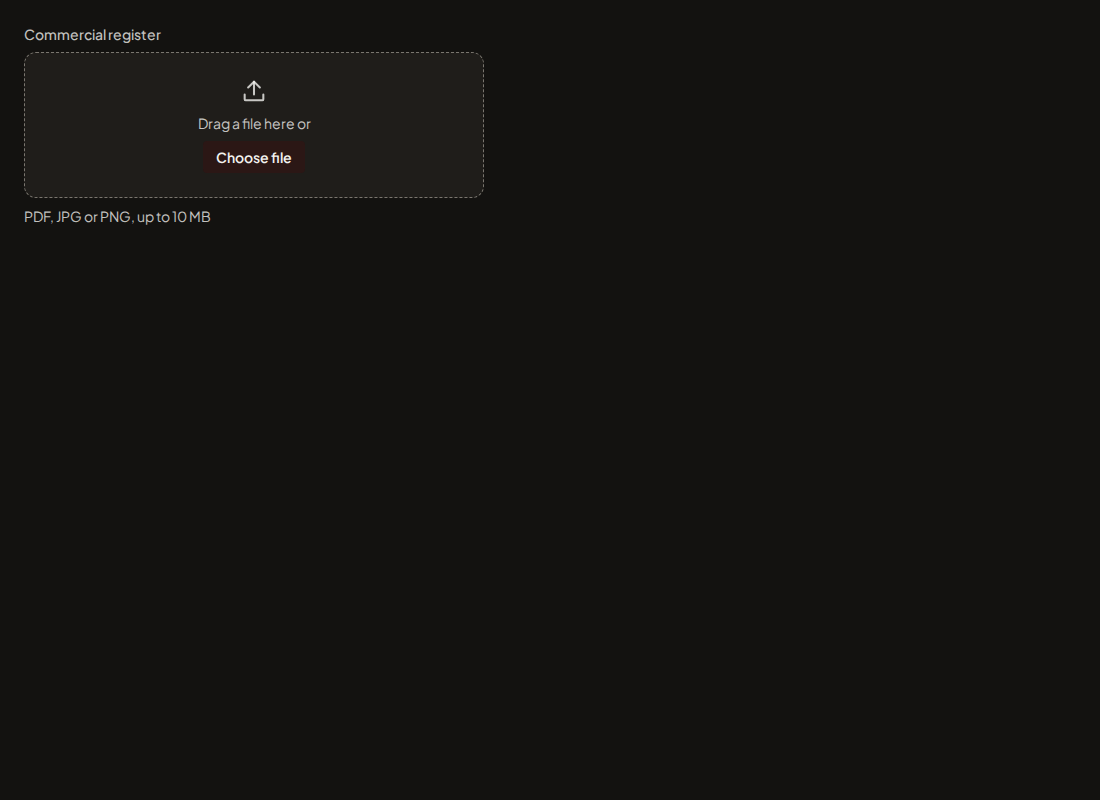 Commercial register
Drag a file here or
Choose file
PDF, JPG or PNG, up to 10 MB